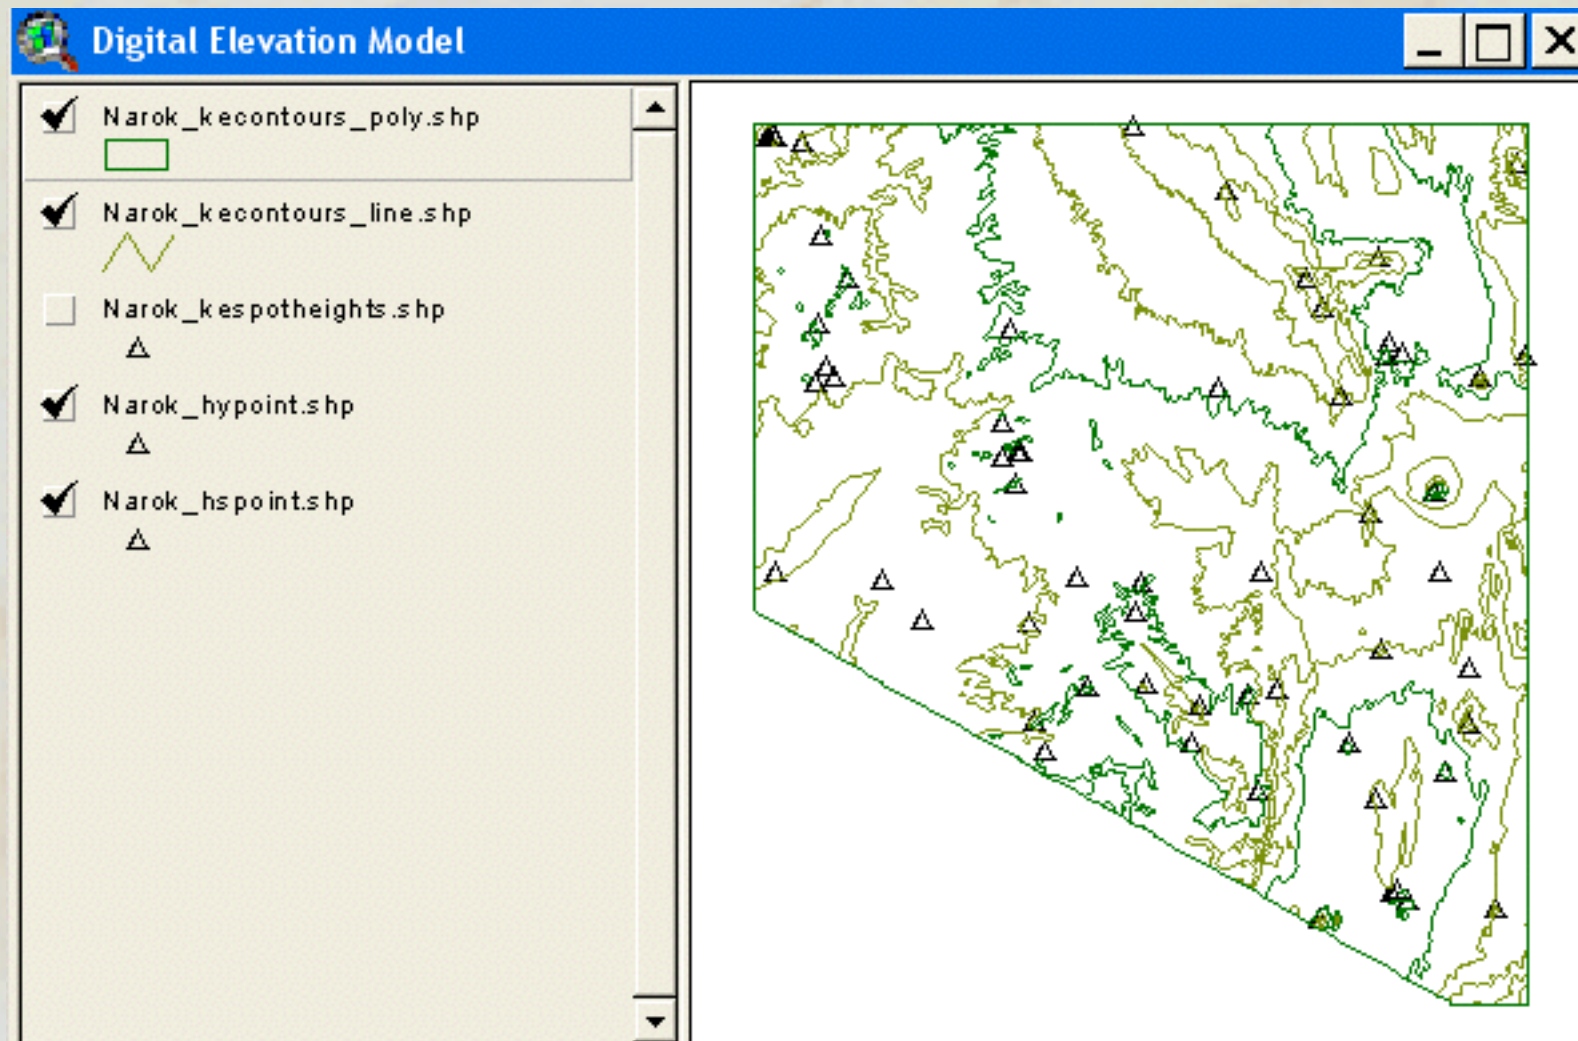 Digital Elevation Model
Narok_kecontours_poly.shp
Narok_kecontours_line.shp
Narok_kespotheights.shp
Narok_hypoint.shp
Narok_hspoint.shp